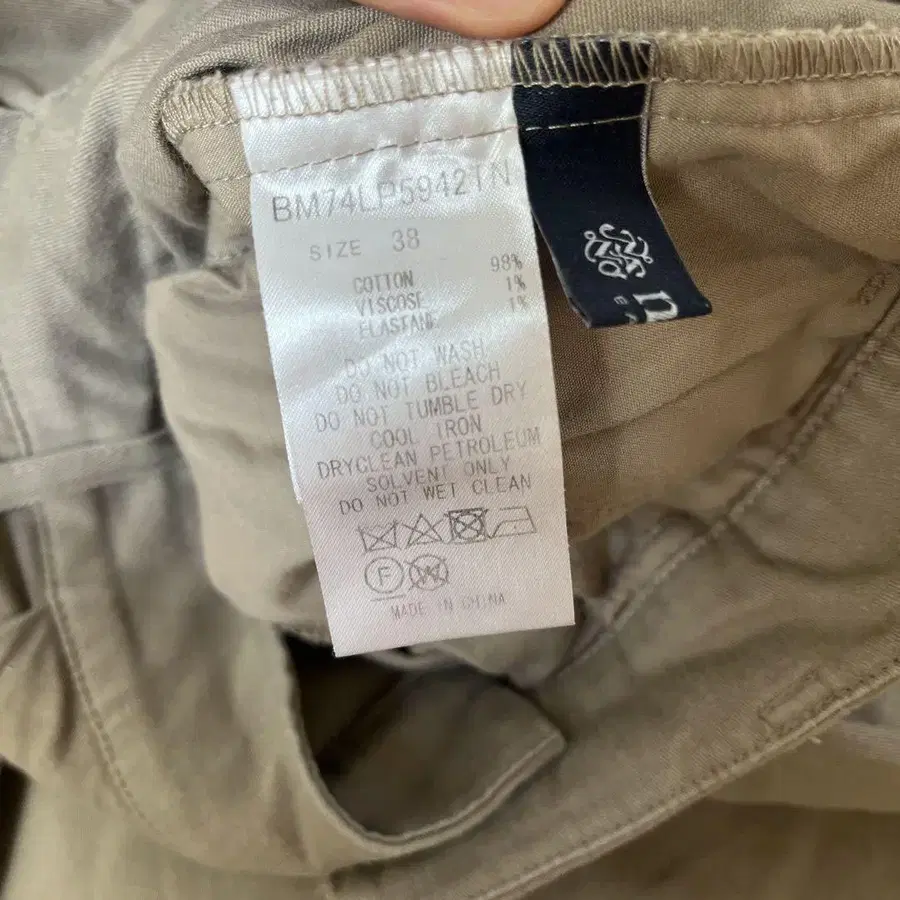 BM74LP5942TN
SIZE 38
98%
COTTON 1%
VISCOSE 1%
ELASTANE
DO NOT WASH
DO NOT BLEACH
DO NOT TUMBLE DRY
COOL IRON
DRYCLEAN PETROLEUM
SOLVENT ONLY
DO NOT WET CLEAN
F W
MADE IN CHINA